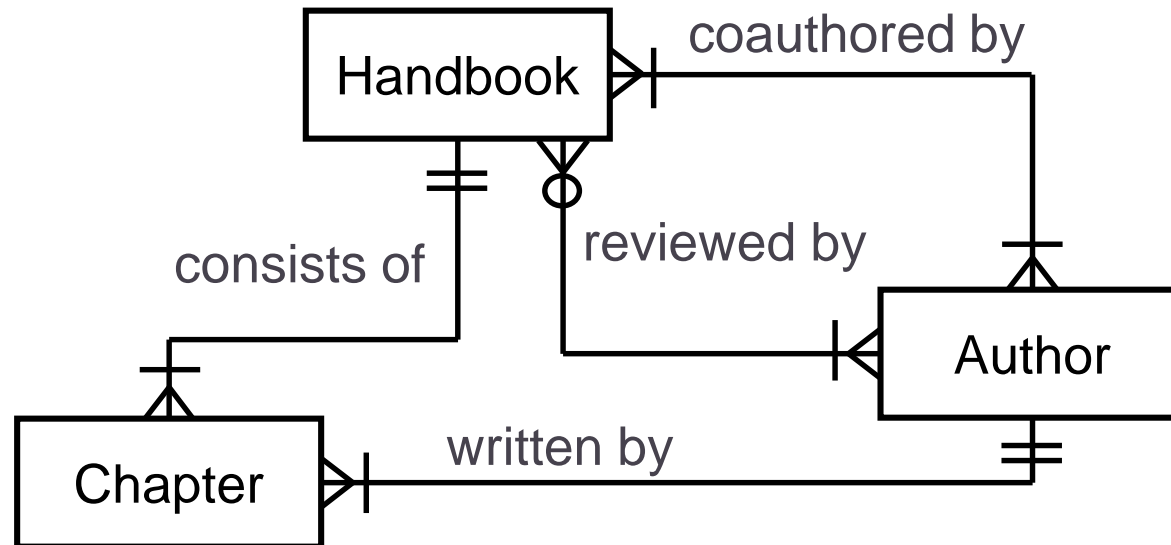 coauthored by
Handbook
reviewed by
consists of
Author
written by
Chapter